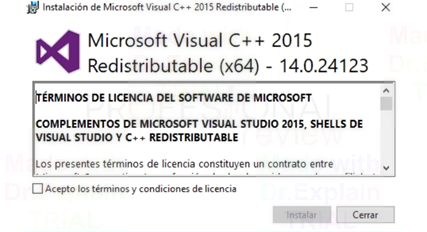 Instalación de Microsoft Visual C++ 2015 Redistributable (...
Microsoft Visual C++ 2015
Redistributable (x64) - 14.0.24123
TÉRMINOS DE LICENCIA DEL SOFTWARE DE MICROSOFT
COMPLEMENTOS DE MICROSOFT VISUAL STUDIO 2015, SHELLS DE
VISUAL STUDIO Y C++ REDISTRIBUTABLE
Los presentes términos de licencia constituyen un contrato entre
Acepto los términos y condiciones de licencia
Instalar
Cerrar